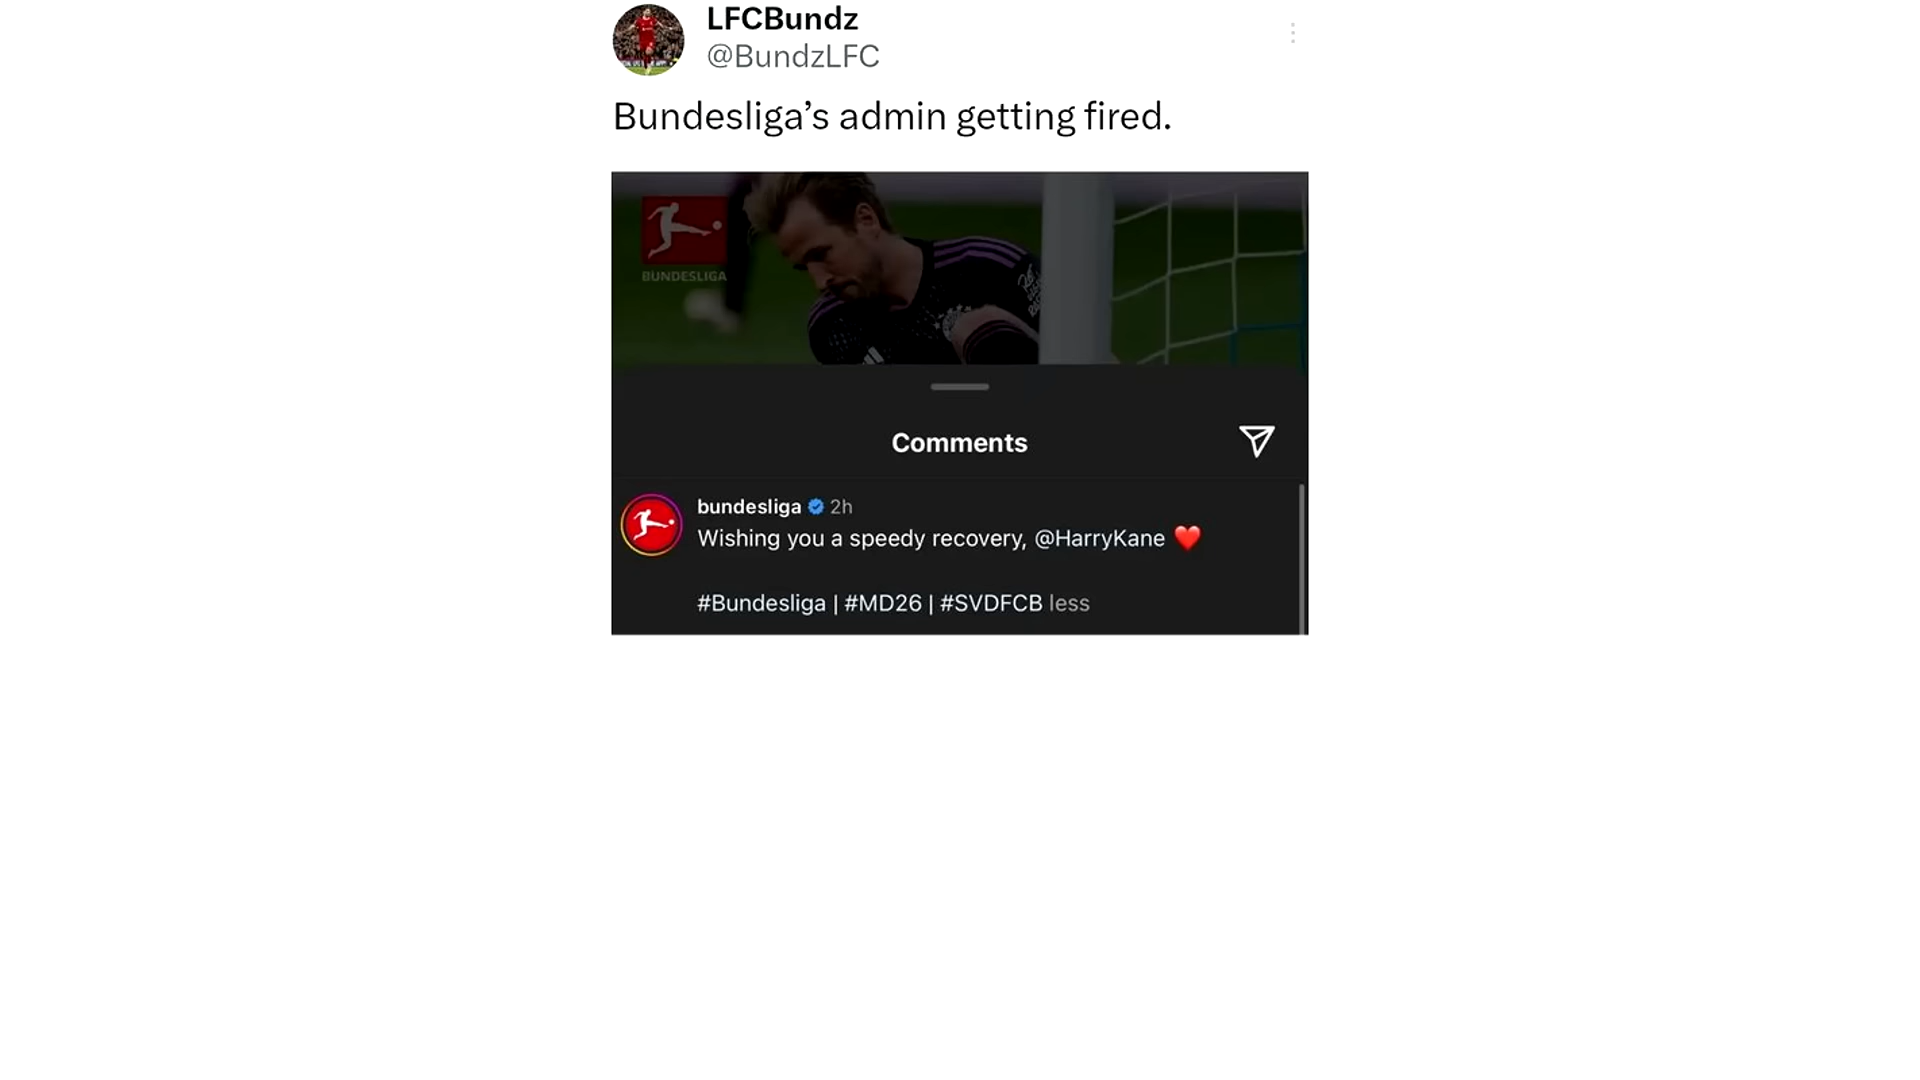 LFCBundz
@BundzLFC
Bundesliga’s admin getting fired.
BUNDESLIGA
Comments
bundesliga 2h
Wishing you a speedy recovery, @HarryKane ❤️
#Bundesliga | #MD26 | #SVDFCB less